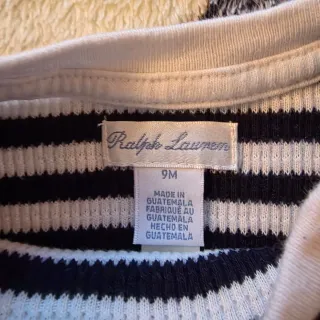 Ralph Lauren
9M
MADE IN
GUATEMALA
FABRIQUÉ AU
GUATEMALA
HECHO EN
GUATEMALA